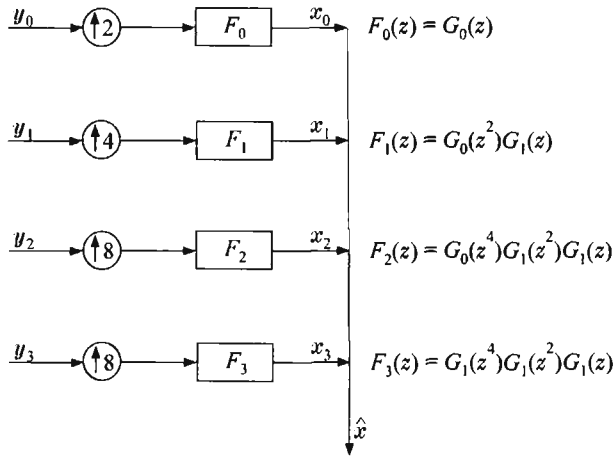 y₀ ↑2 F₀ x₀ F₀(z) = G₀(z)
y₁ ↑4 F₁ x₁ F₁(z) = G₀(z²)G₁(z)
y₂ ↑8 F₂ x₂ F₂(z) = G₀(z⁴)G₁(z²)G₁(z)
y₃ ↑8 F₃ x₃ F₃(z) = G₁(z⁴)G₁(z²)G₁(z)
x̂